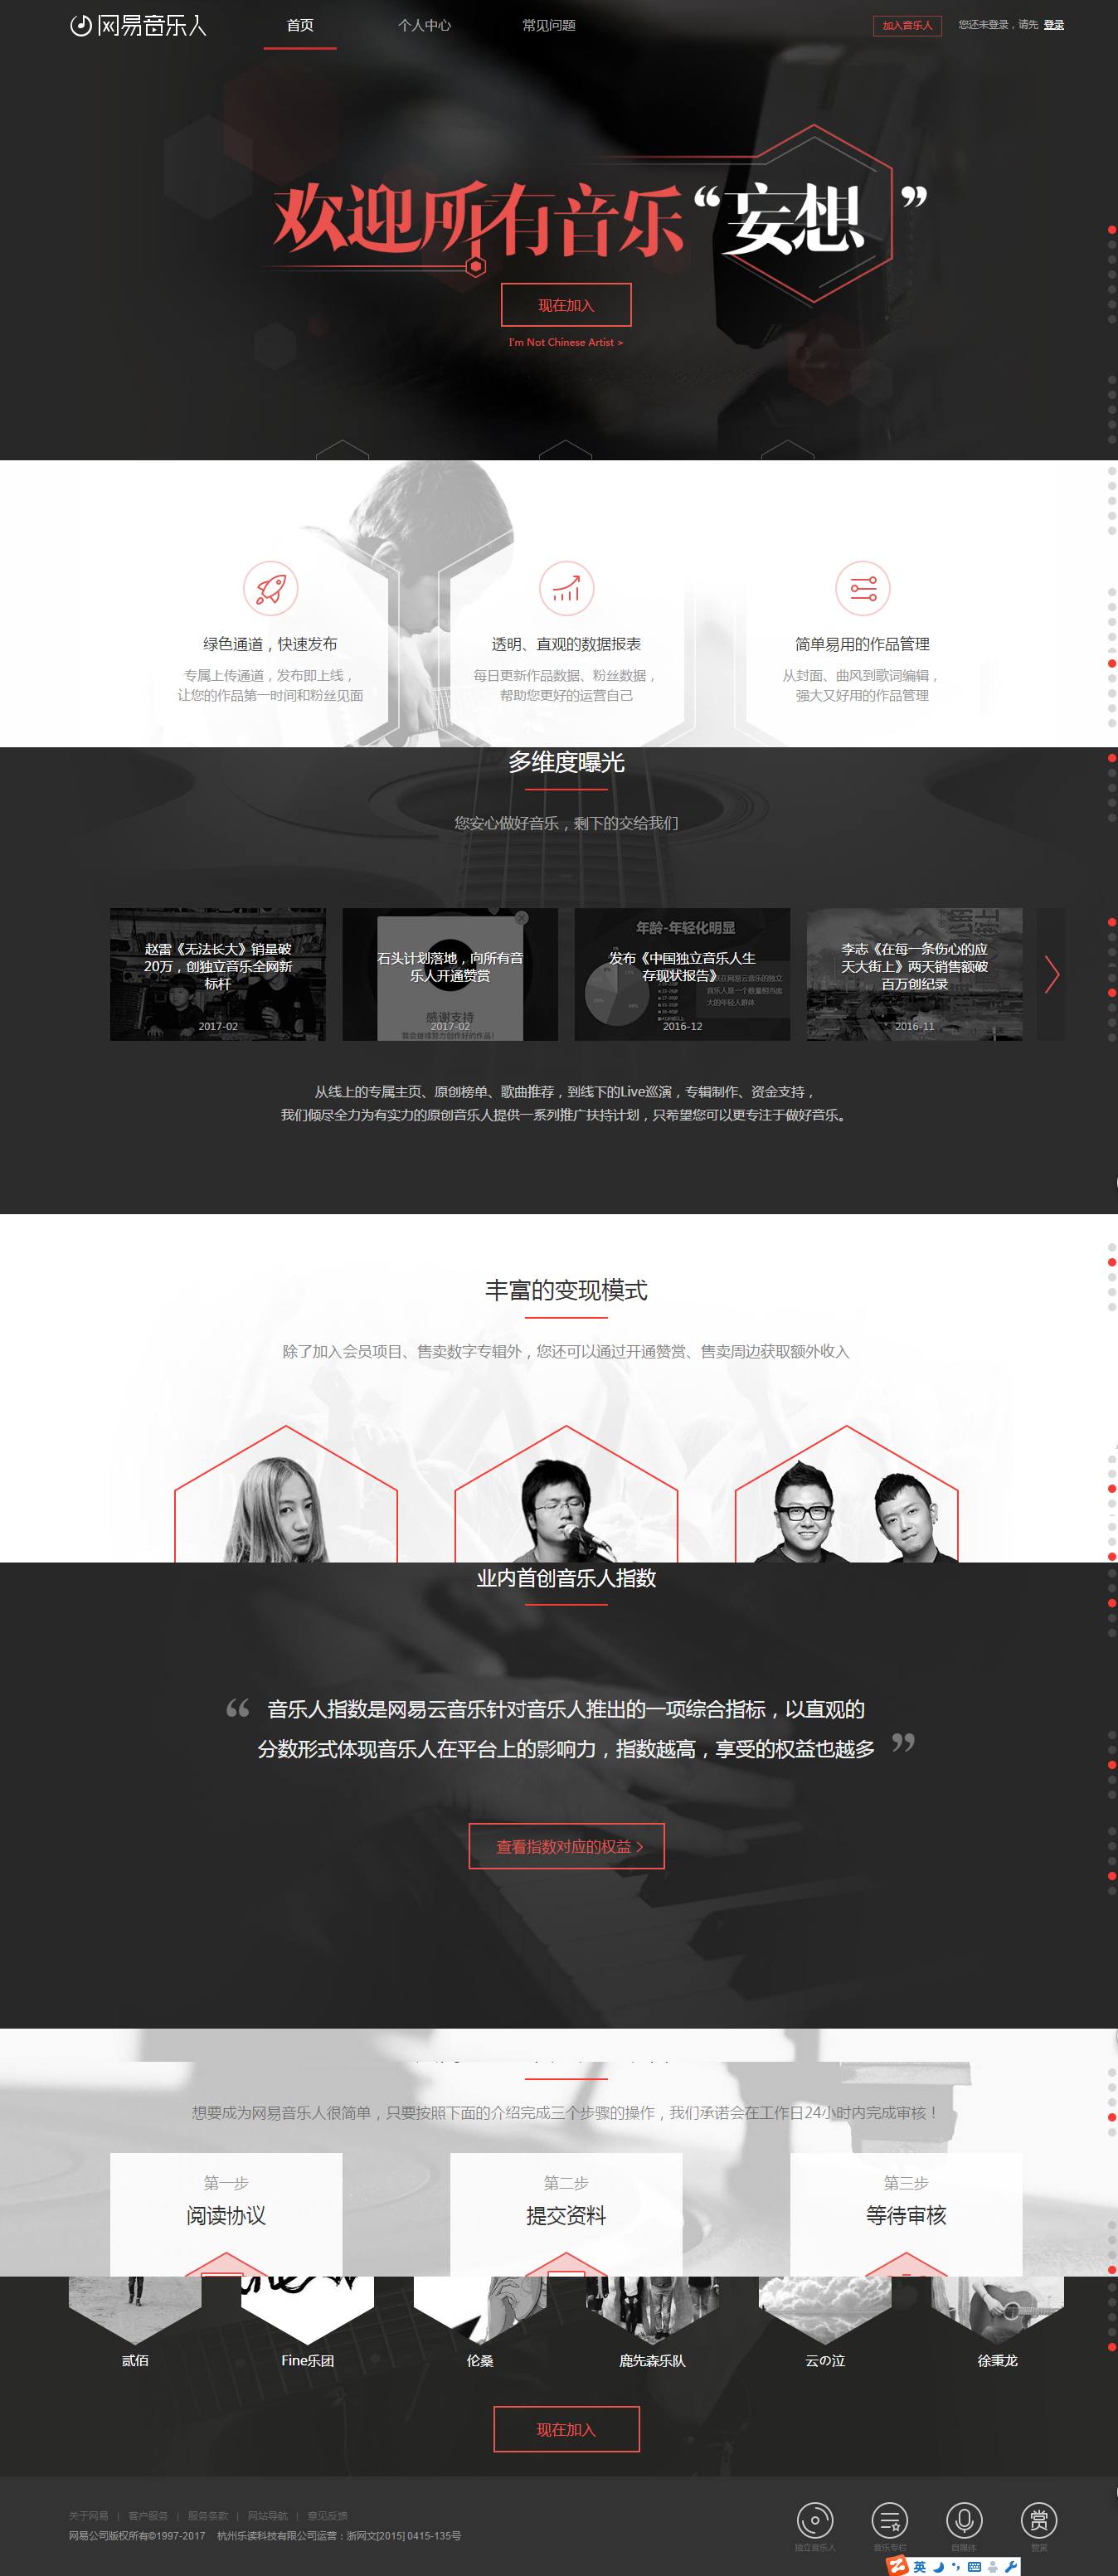 网易音乐人
首页
个人中心
常见问题
加入音乐人
您还未登录，请先 登录
欢迎所有音乐“妄想”
现在加入
I'm Not Chinese Artist >
绿色通道，快速发布
专属上传通道，发布即上线，
让您的作品第一时间和粉丝见面
透明、直观的数据报表
每日更新作品数据、粉丝数据，
帮助您更好的运营自己
简单易用的作品管理
从封面、曲风到歌词编辑，
强大又好用的作品管理
多维度曝光
您安心做好音乐，剩下的交给我们
赵雷《无法长大》销量破
20万，创独立音乐全网新
标杆
2017-02
石头计划落地，向所有音
乐人开通赞赏
感谢支持
2017-02
我会继续努力创作好的作品！
年龄-年轻化明显
发布《中国独立音乐人生
存现状报告》
2016-12
李志《在每一条伤心的应
天大街上》两天销售额破
百万创纪录
2016-11
从线上的专属主页、原创榜单、歌曲推荐，到线下的Live巡演，专辑制作、资金支持，
我们倾尽全力为有实力的原创音乐人提供一系列推广扶持计划，只希望您可以更专注于做好音乐。
丰富的变现模式
除了加入会员项目、售卖数字专辑外，您还可以通过开通赞赏、售卖周边获取额外收入
业内首创音乐人指数
“ 音乐人指数是网易云音乐针对音乐人推出的一项综合指标，以直观的
分数形式体现音乐人在平台上的影响力，指数越高，享受的权益也越多 ”
查看指数对应的权益 >
想要成为网易音乐人很简单，只要按照下面的介绍完成三个步骤的操作，我们承诺会在工作日24小时内完成审核！
第一步
阅读协议
第二步
提交资料
第三步
等待审核
贰佰
Fine乐团
伦桑
鹿先森乐队
云の泣
徐秉龙
现在加入
关于网易 | 客户服务 | 服务条款 | 网站导航 | 意见反馈
网易公司版权所有©1997-2017 杭州乐读科技有限公司运营：浙网文[2015] 0415-135号
独立音乐人
音乐专栏
自媒体
赏
赞赏
英